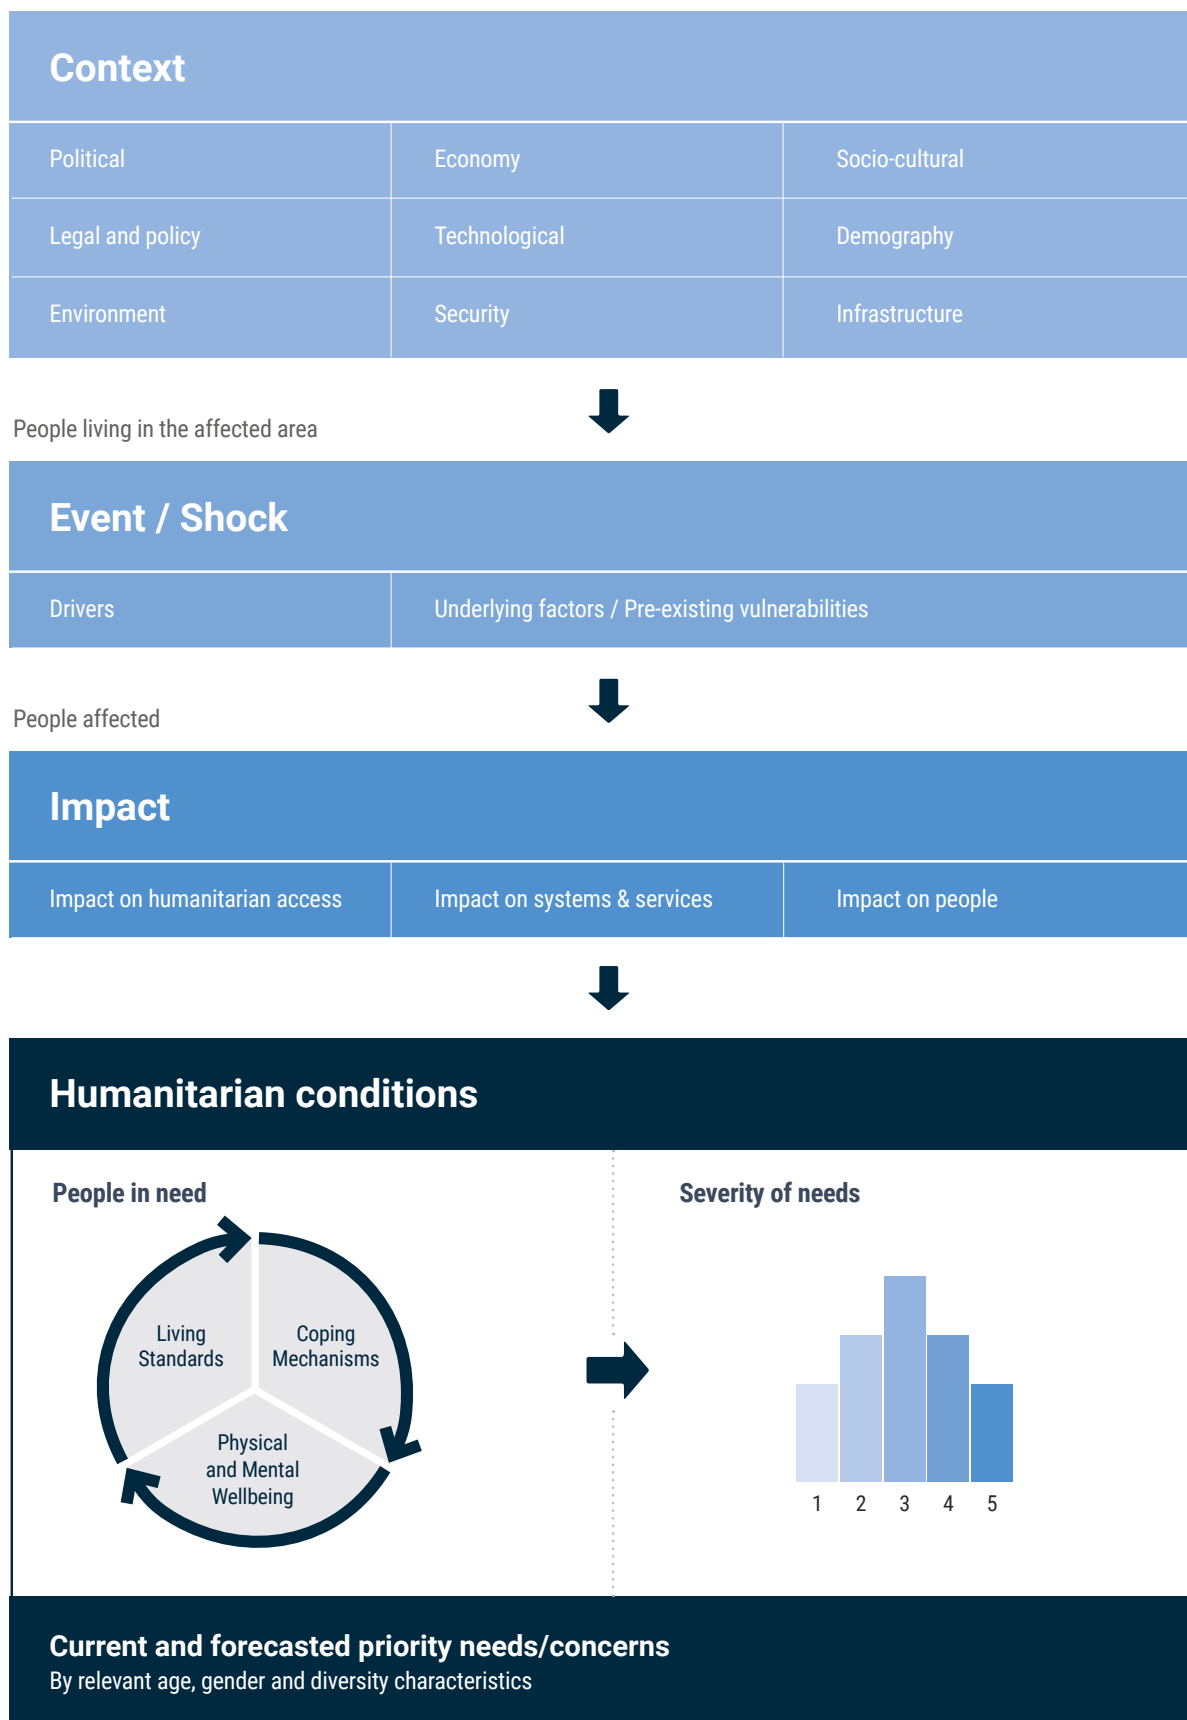 Context
Political
Economy
Socio-cultural
Legal and policy
Technological
Demography
Environment
Security
Infrastructure
People living in the affected area
Event / Shock
Drivers
Underlying factors / Pre-existing vulnerabilities
People affected
Impact
Impact on humanitarian access
Impact on systems & services
Impact on people
Humanitarian conditions
People in need
Living
Standards
Coping
Mechanisms
Physical
and Mental
Wellbeing
Severity of needs
1 2 3 4 5
Current and forecasted priority needs/concerns
By relevant age, gender and diversity characteristics